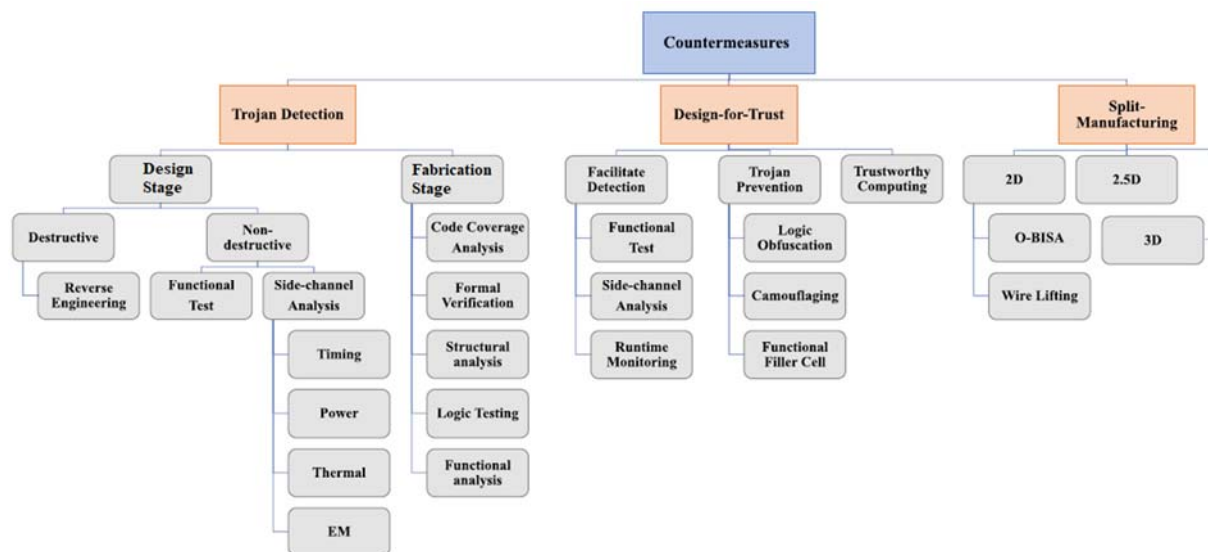 Countermeasures
Trojan Detection
Design-for-Trust
Split-
Manufacturing
Design
Stage
Fabrication
Stage
Facilitate
Detection
Trojan
Prevention
Trustworthy
Computing
2D
2.5D
Destructive
Non-
destructive
Code Coverage
Analysis
Functional
Test
Logic
Obfuscation
O-BISA
3D
Reverse
Engineering
Functional
Test
Side-channel
Analysis
Formal
Verification
Side-channel
Analysis
Camouflaging
Wire Lifting
Timing
Structural
analysis
Runtime
Monitoring
Functional
Filler Cell
Power
Logic Testing
Thermal
Functional
analysis
EM